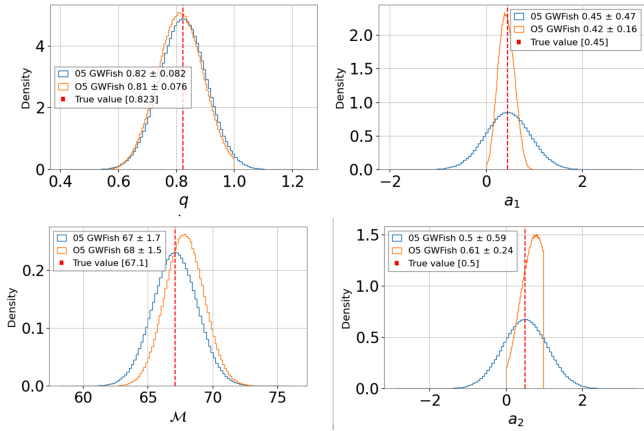 Density
4
2
0
05 GWFish 0.82 ± 0.082
O5 GWFish 0.81 ± 0.076
True value [0.823]
0.4
0.6
0.8
1.0
1.2
q
Density
2.0
1.5
1.0
0.5
0.0
05 GWFish 0.45 ± 0.47
O5 GWFish 0.42 ± 0.16
True value [0.45]
−2
0
2
a₁
Density
0.2
0.1
0.0
05 GWFish 67 ± 1.7
O5 GWFish 68 ± 1.5
True value [67.1]
60
65
70
75
ℳ
Density
1.5
1.0
0.5
0.0
05 GWFish 0.5 ± 0.59
O5 GWFish 0.61 ± 0.24
True value [0.5]
−2
0
2
a₂